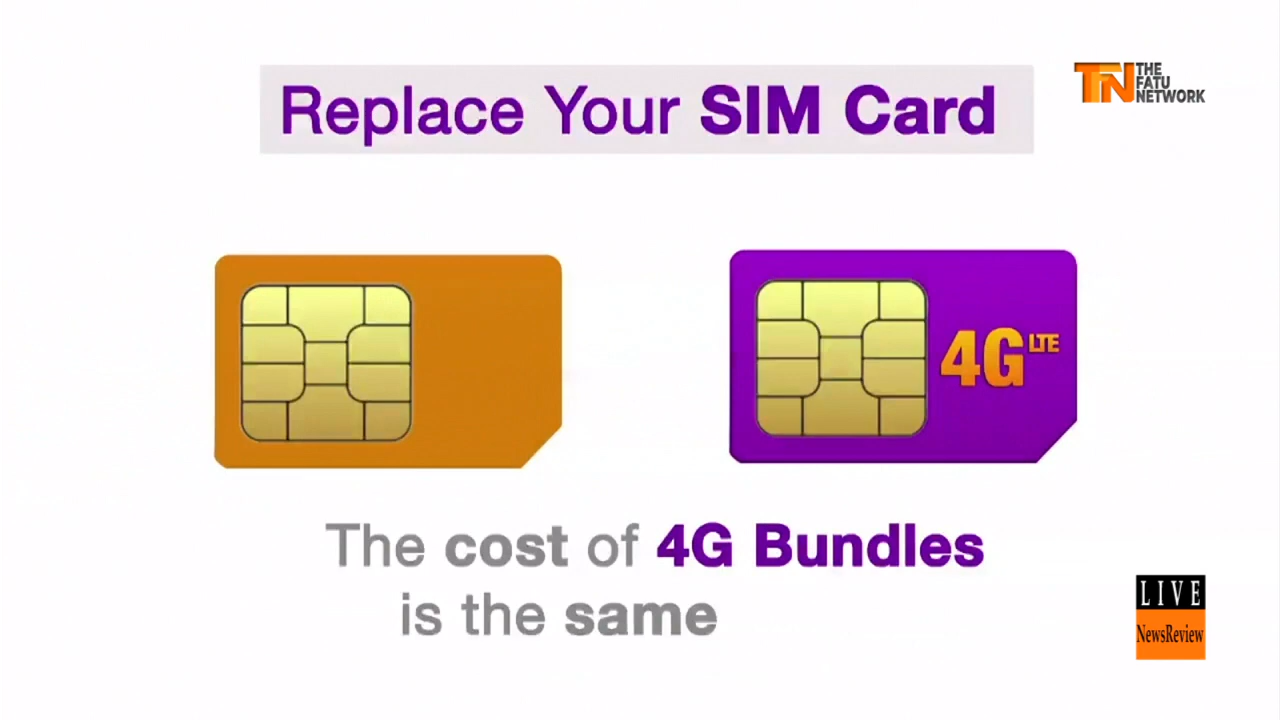 Replace Your SIM Card
THE
FATU
NETWORK
4G LTE
The cost of 4G Bundles
is the same
LIVE
NewsReview